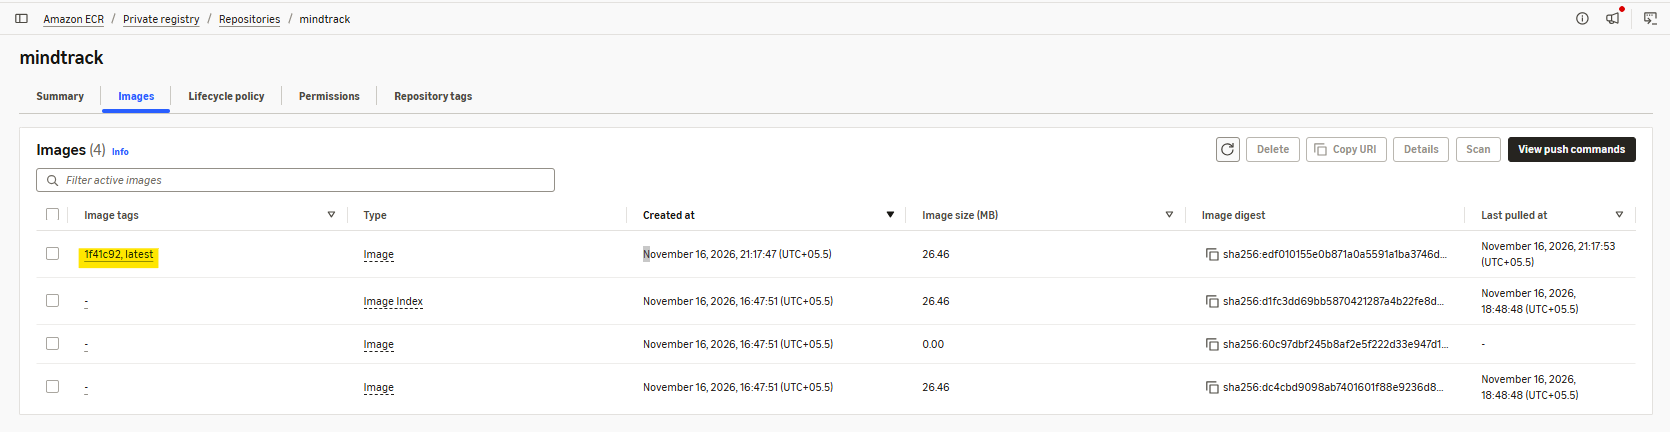 Amazon ECR / Private registry / Repositories / mindtrack
mindtrack
Summary Images Lifecycle policy Permissions Repository tags
Images (4) Info
Delete Copy URI Details Scan View push commands
Filter active images
Image tags Type Created at Image size (MB) Image digest Last pulled at
1f41c92, latest Image November 16, 2026, 21:17:47 (UTC+05.5) 26.46 sha256:edf010155e0b871a0a5591a1ba3746d... November 16, 2026, 21:17:53
(UTC+05.5)
- Image Index November 16, 2026, 16:47:51 (UTC+05.5) 26.46 sha256:d1fc3dd69bb5870421287a4b22fe8d... November 16, 2026,
18:48:48 (UTC+05.5)
- Image November 16, 2026, 16:47:51 (UTC+05.5) 0.00 sha256:60c97dbf245b8af2e5f222d33e947d1... -
- Image November 16, 2026, 16:47:51 (UTC+05.5) 26.46 sha256:dc4cbd9098ab7401601f88e9236d8... November 16, 2026,
18:48:48 (UTC+05.5)